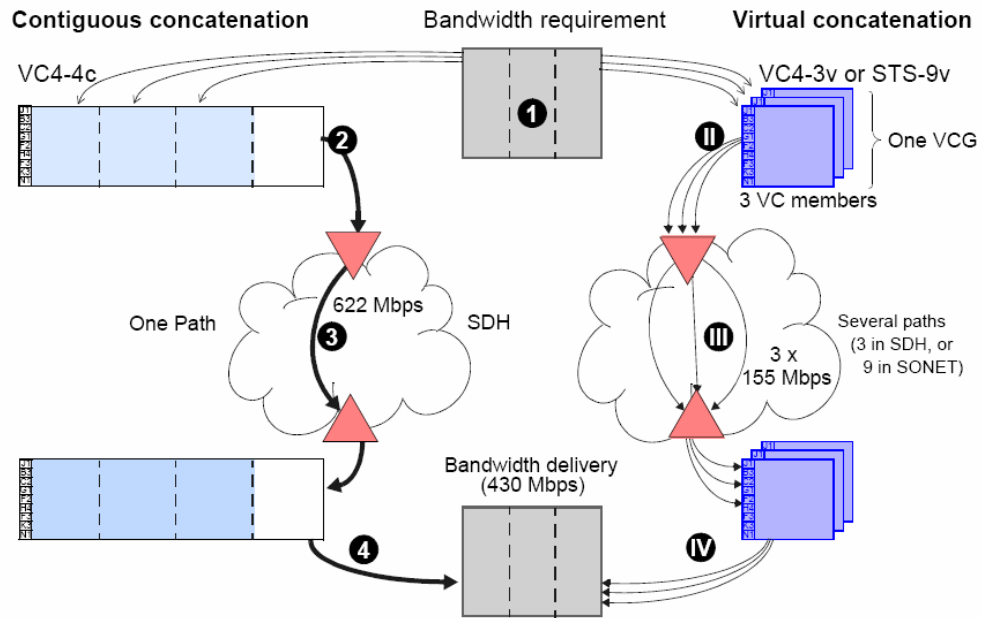 Contiguous concatenation
Bandwidth requirement
Virtual concatenation
VC4-4c
VC4-3v or STS-9v
1
2
II
One VCG
3 VC members
622 Mbps
One Path
SDH
3
III
Several paths
(3 in SDH, or
9 in SONET)
3 x
155 Mbps
Bandwidth delivery
(430 Mbps)
4
IV